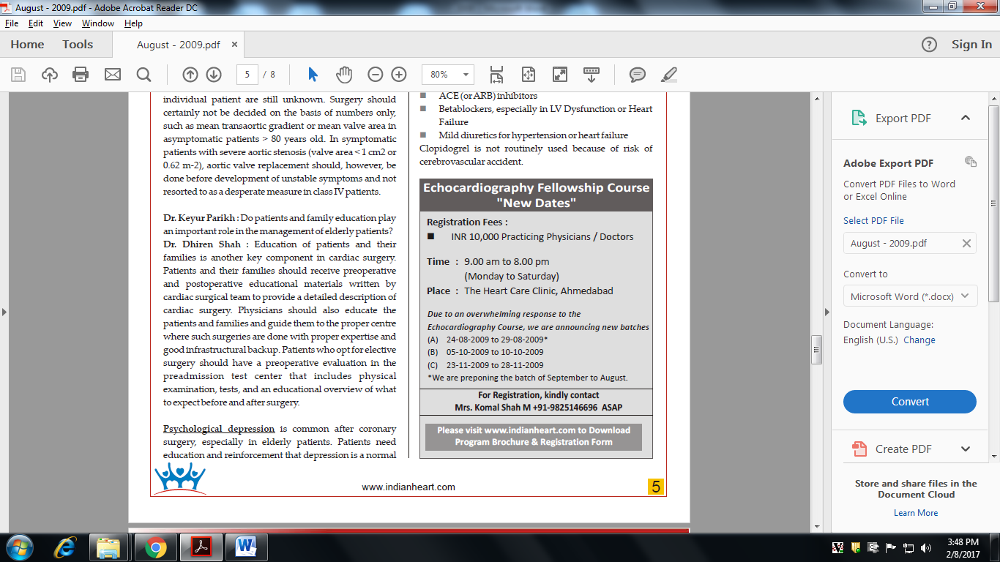 August - 2009.pdf - Adobe Acrobat Reader DC
File Edit View Window Help
Home Tools August - 2009.pdf × ? Sign In
5 / 8 80%
individual patient are still unknown. Surgery should
certainly not be decided on the basis of numbers only,
such as mean transaortic gradient or mean valve area in
asymptomatic patients > 80 years old. In symptomatic
patients with severe aortic stenosis (valve area < 1 cm2 or
0.62 m-2), aortic valve replacement should, however, be
done before development of unstable symptoms and not
resorted to as a desperate measure in class IV patients.
Dr. Keyur Parikh : Do patients and family education play
an important role in the management of elderly patients?
Dr. Dhiren Shah : Education of patients and their
families is another key component in cardiac surgery.
Patients and their families should receive preoperative
and postoperative educational materials written by
cardiac surgical team to provide a detailed description of
cardiac surgery. Physicians should also educate the
patients and families and guide them to the proper centre
where such surgeries are done with proper expertise and
good infrastructural backup. Patients who opt for elective
surgery should have a preoperative evaluation in the
preadmission test center that includes physical
examination, tests, and an educational overview of what
to expect before and after surgery.
Psychological depression is common after coronary
surgery, especially in elderly patients. Patients need
education and reinforcement that depression is a normal
■ ACE (or ARB) inhibitors
■ Betablockers, especially in LV Dysfunction or Heart
Failure
■ Mild diuretics for hypertension or heart failure
Clopidogrel is not routinely used because of risk of
cerebrovascular accident.
Echocardiography Fellowship Course
"New Dates"
Registration Fees :
■ INR 10,000 Practicing Physicians / Doctors
Time : 9.00 am to 8.00 pm
(Monday to Saturday)
Place : The Heart Care Clinic, Ahmedabad
Due to an overwhelming response to the
Echocardiography Course, we are announcing new batches
(A) 24-08-2009 to 29-08-2009*
(B) 05-10-2009 to 10-10-2009
(C) 23-11-2009 to 28-11-2009
*We are preponing the batch of September to August.
For Registration, kindly contact
Mrs. Komal Shah M +91-9825146696 ASAP
Please visit www.indianheart.com to Download
Program Brochure & Registration Form
www.indianheart.com
5
Export PDF
Adobe Export PDF
Convert PDF Files to Word
or Excel Online
Select PDF File
August - 2009.pdf
Convert to
Microsoft Word (*.docx)
Document Language:
English (U.S.) Change
Convert
Create PDF
Store and share files in the
Document Cloud
Learn More
3:48 PM
2/8/2017